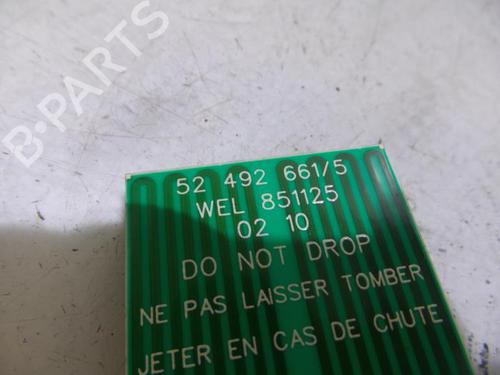 B-PARTS
52 492 661/5
WEL 851125
02 10
DO NOT DROP
NE PAS LAISSER TOMBER
JETER EN CAS DE CHUTE